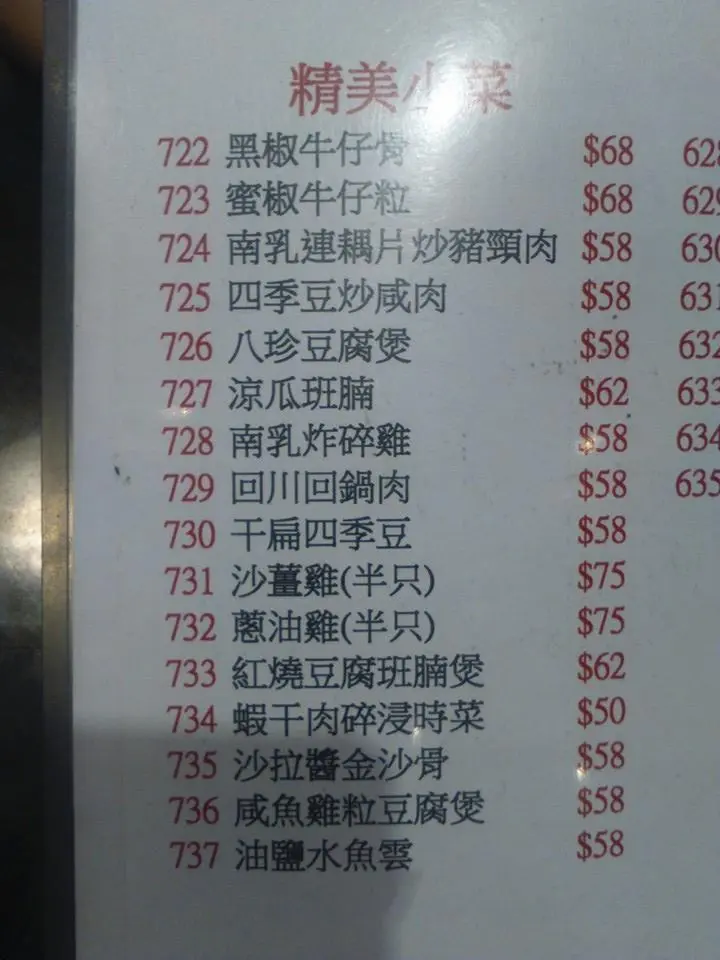 精美小菜
722 黑椒牛仔骨 $68 628
723 蜜椒牛仔粒 $68 629
724 南乳連耦片炒豬頸肉 $58 630
725 四季豆炒咸肉 $58 631
726 八珍豆腐煲 $58 632
727 涼瓜班腩 $62 633
728 南乳炸碎雞 $58 634
729 回川回鍋肉 $58 635
730 干扁四季豆 $58
731 沙薑雞(半只) $75
732 蔥油雞(半只) $75
733 紅燒豆腐班腩煲 $62
734 蝦干肉碎浸時菜 $50
735 沙拉醬金沙骨 $58
736 咸魚雞粒豆腐煲 $58
737 油鹽水魚雲 $58